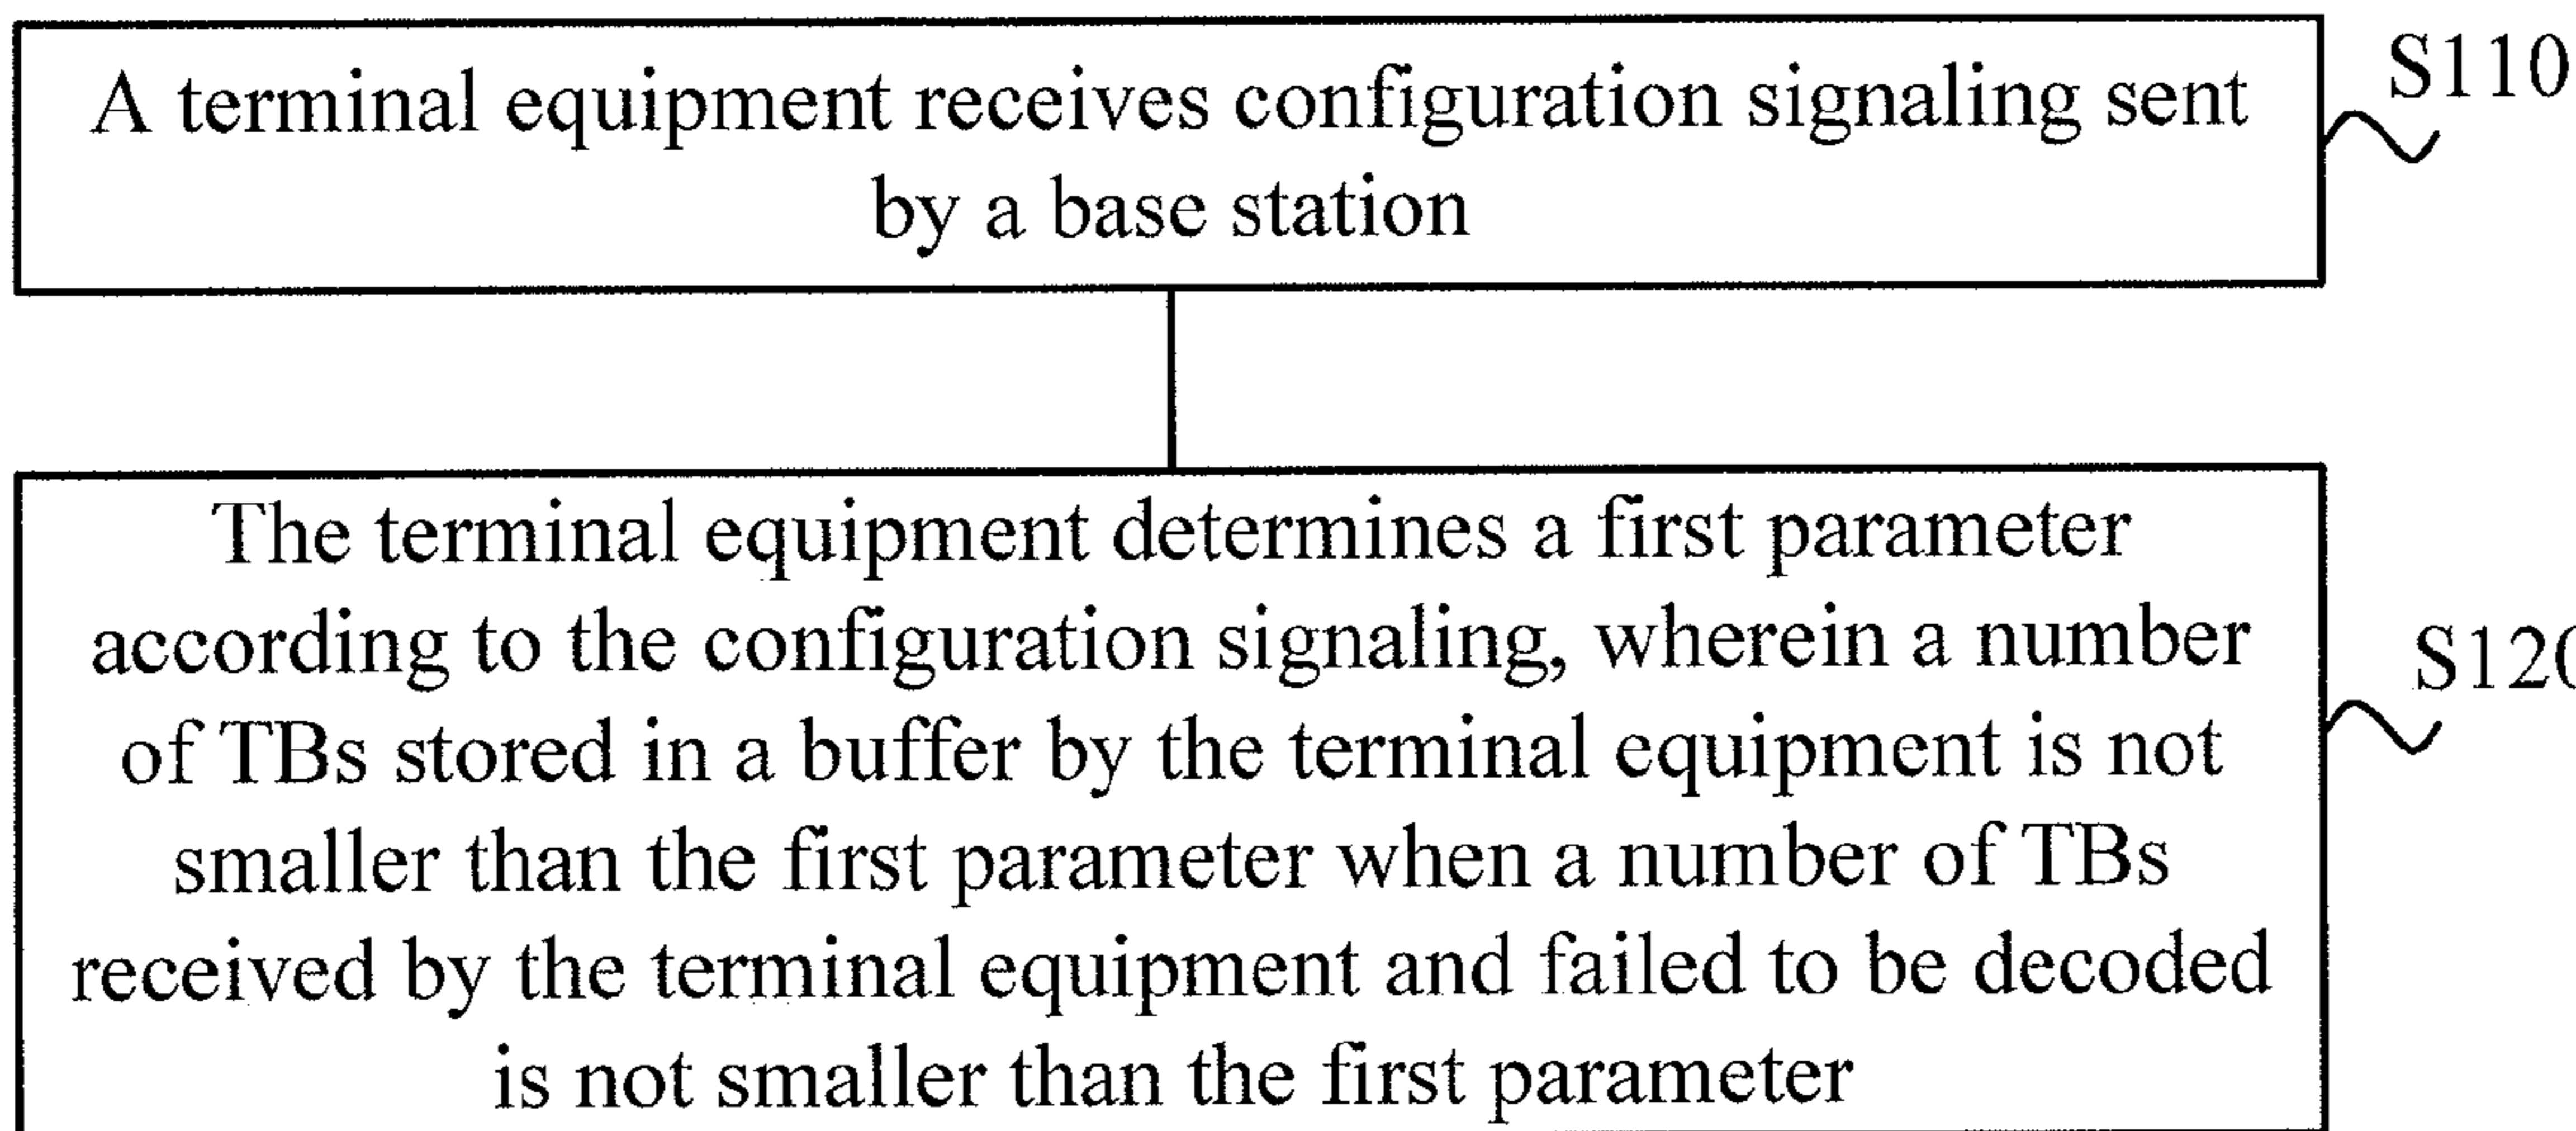 A terminal equipment receives configuration signaling sent
by a base station
S110
The terminal equipment determines a first parameter
according to the configuration signaling, wherein a number
of TBs stored in a buffer by the terminal equipment is not
smaller than the first parameter when a number of TBs
received by the terminal equipment and failed to be decoded
is not smaller than the first parameter
S120